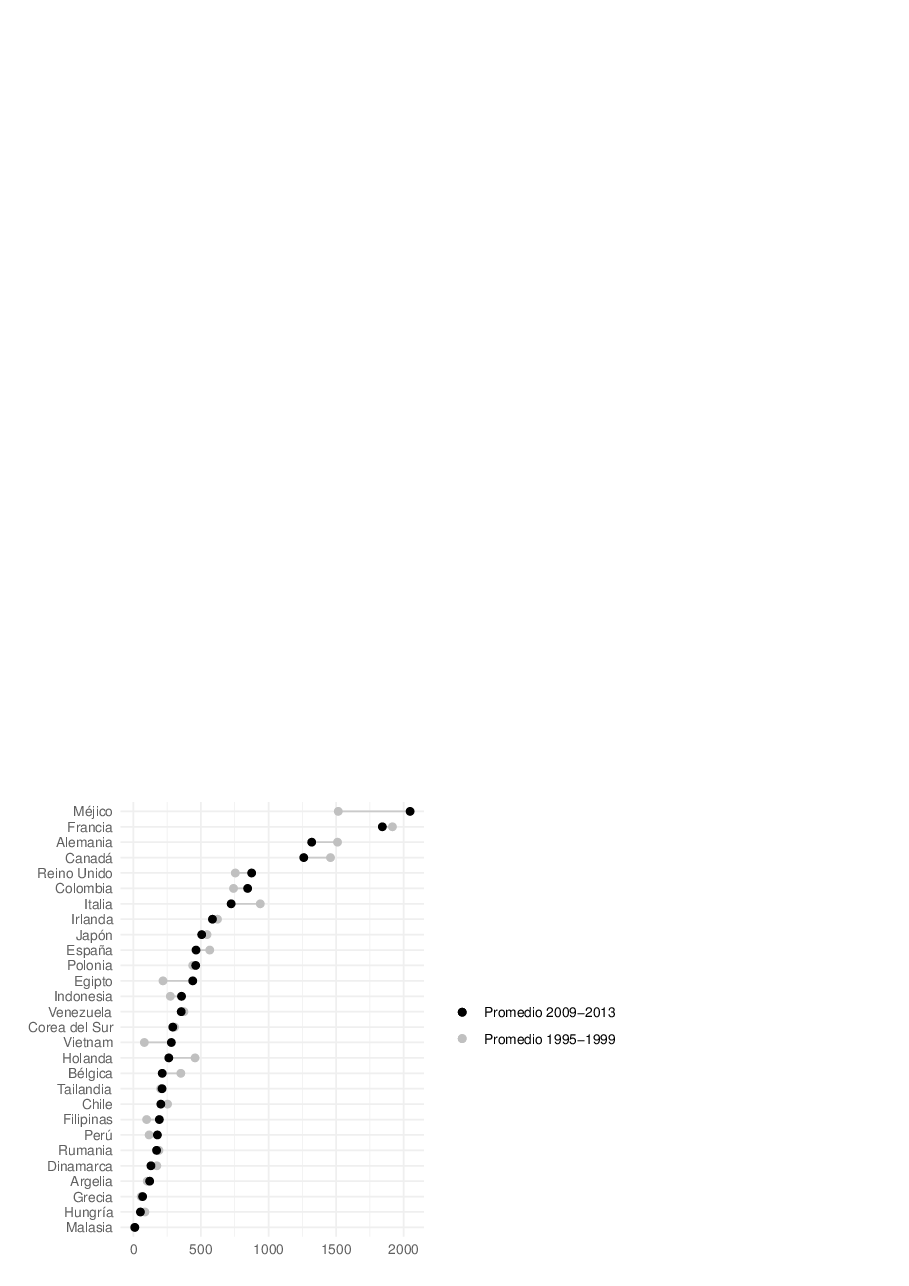 Méjico
Francia
Alemania
Canadá
Reino Unido
Colombia
Italia
Irlanda
Japón
España
Polonia
Egipto
Indonesia
Venezuela
Corea del Sur
Vietnam
Holanda
Bélgica
Tailandia
Chile
Filipinas
Perú
Rumania
Dinamarca
Argelia
Grecia
Hungría
Malasia
0 500 1000 1500 2000
Promedio 2009–2013
Promedio 1995–1999